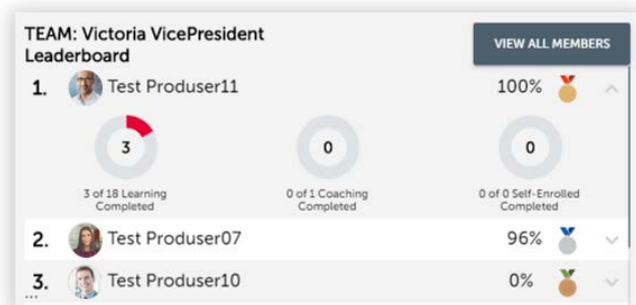 TEAM: Victoria VicePresident
Leaderboard
VIEW ALL MEMBERS
1. Test Produser11 100%
3
0
0
3 of 18 Learning
Completed
0 of 1 Coaching
Completed
0 of 0 Self-Enrolled
Completed
2. Test Produser07 96%
3. Test Produser10 0%
...